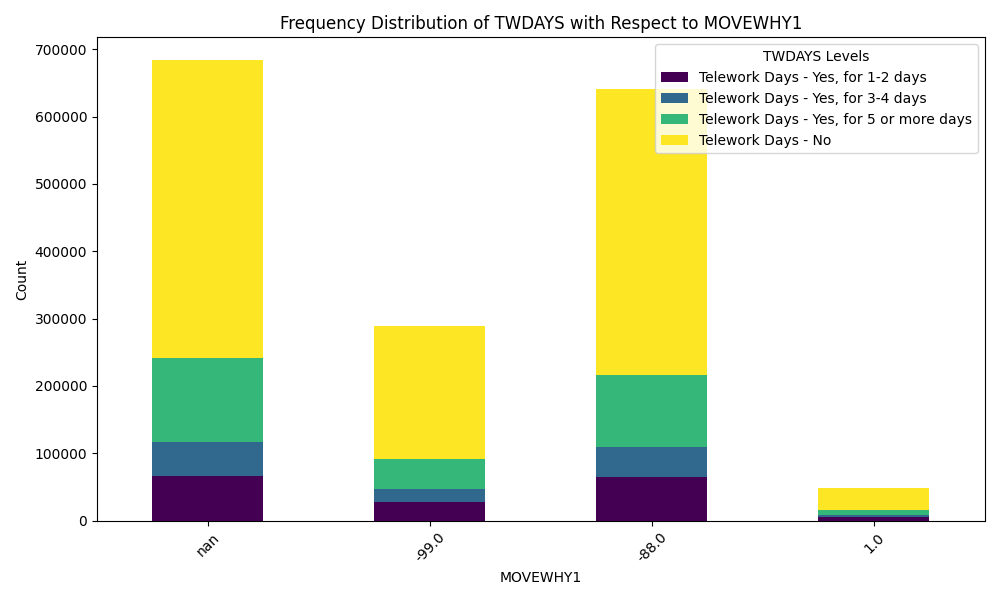 Frequency Distribution of TWDAYS with Respect to MOVEWHY1
700000
600000
500000
400000
300000
200000
100000
0
Count
TWDAYS Levels
Telework Days - Yes, for 1-2 days
Telework Days - Yes, for 3-4 days
Telework Days - Yes, for 5 or more days
Telework Days - No
nan
-99.0
-88.0
1.0
MOVEWHY1